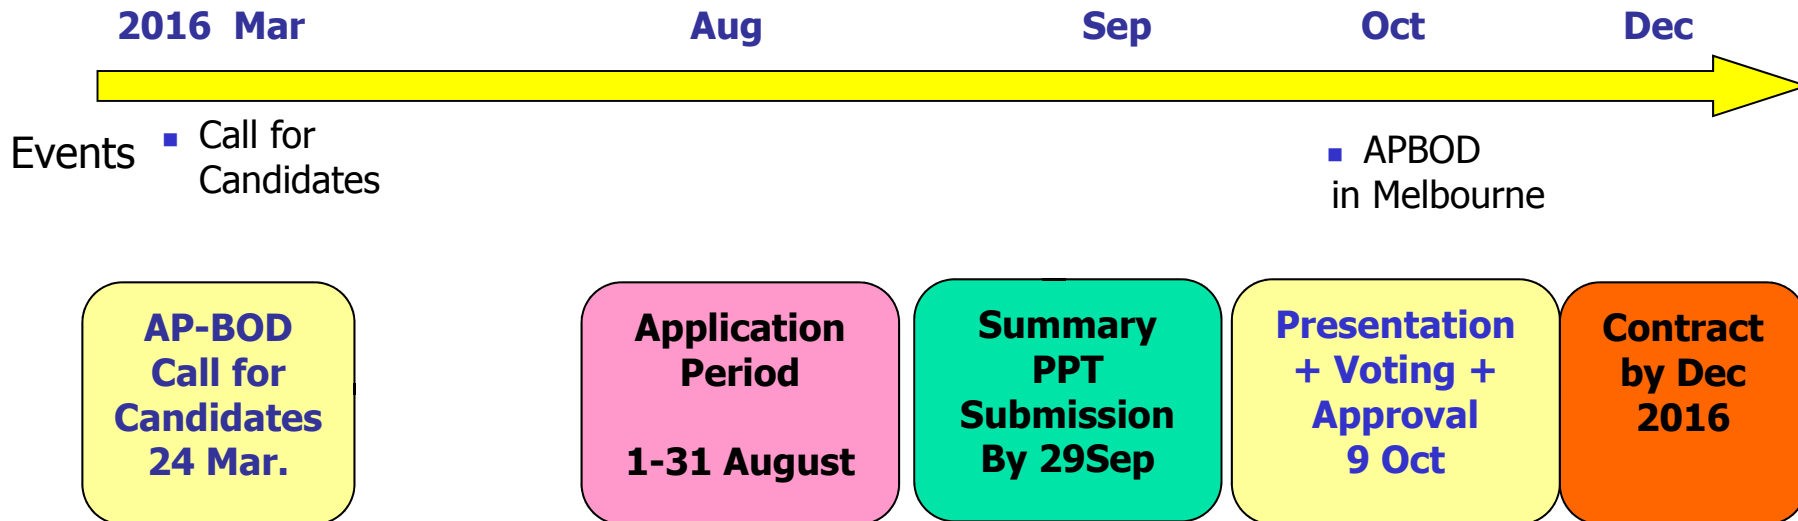 2016 Mar Aug Sep Oct Dec
Events
▪ Call for
Candidates
▪ APBOD
in Melbourne
AP-BOD
Call for
Candidates
24 Mar.
Application
Period
1-31 August
Summary
PPT
Submission
By 29Sep
Presentation
+ Voting +
Approval
9 Oct
Contract
by Dec
2016